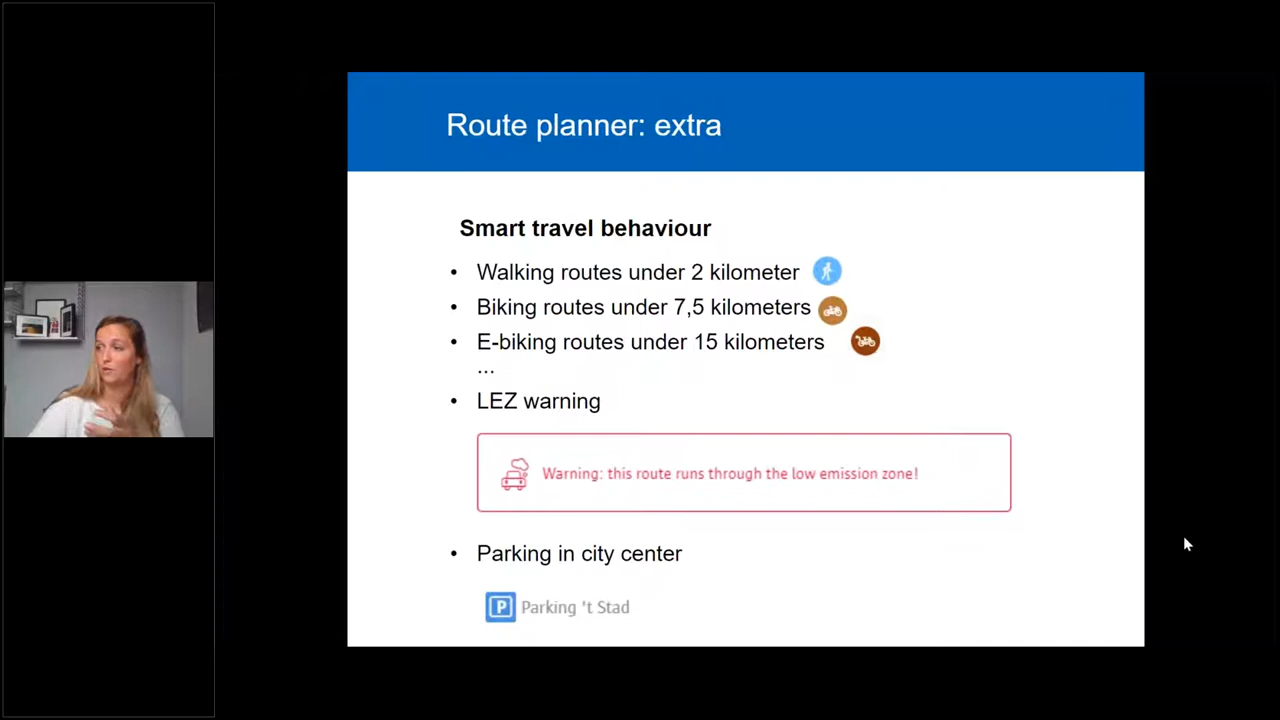 Route planner: extra
Smart travel behaviour
• Walking routes under 2 kilometer
• Biking routes under 7,5 kilometers
• E-biking routes under 15 kilometers
...
• LEZ warning
Warning: this route runs through the low emission zone!
• Parking in city center
P Parking 't Stad